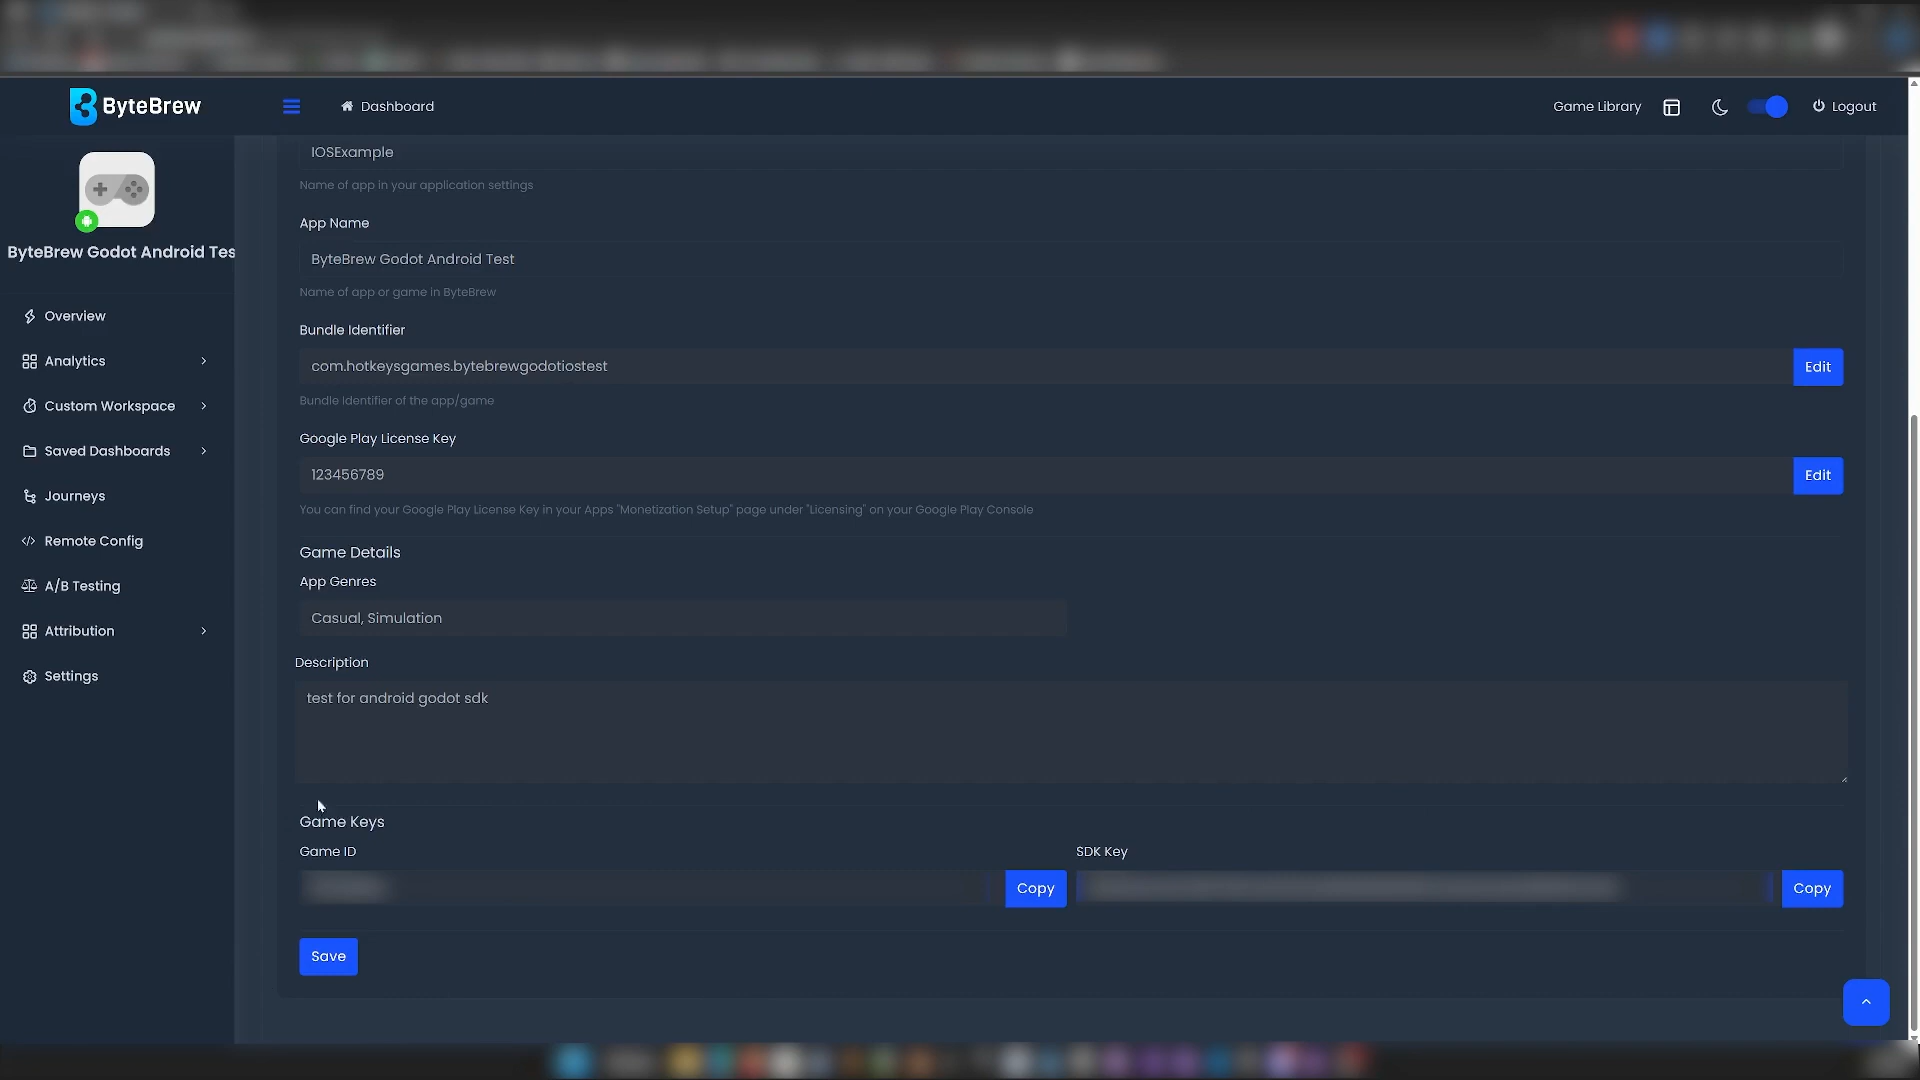 ByteBrew
Dashboard
Game Library
Logout
ByteBrew Godot Android Tes
Overview
Analytics
Custom Workspace
Saved Dashboards
Journeys
Remote Config
A/B Testing
Attribution
Settings
IOSExample
Name of app in your application settings
App Name
ByteBrew Godot Android Test
Name of app or game in ByteBrew
Bundle Identifier
com.hotkeysgames.bytebrewgodotiostest
Edit
Bundle Identifier of the app/game
Google Play License Key
123456789
Edit
You can find your Google Play License Key in your Apps "Monetization Setup" page under "Licensing" on your Google Play Console
Game Details
App Genres
Casual, Simulation
Description
test for android godot sdk
Game Keys
Game ID
SDK Key
Copy
Copy
Save